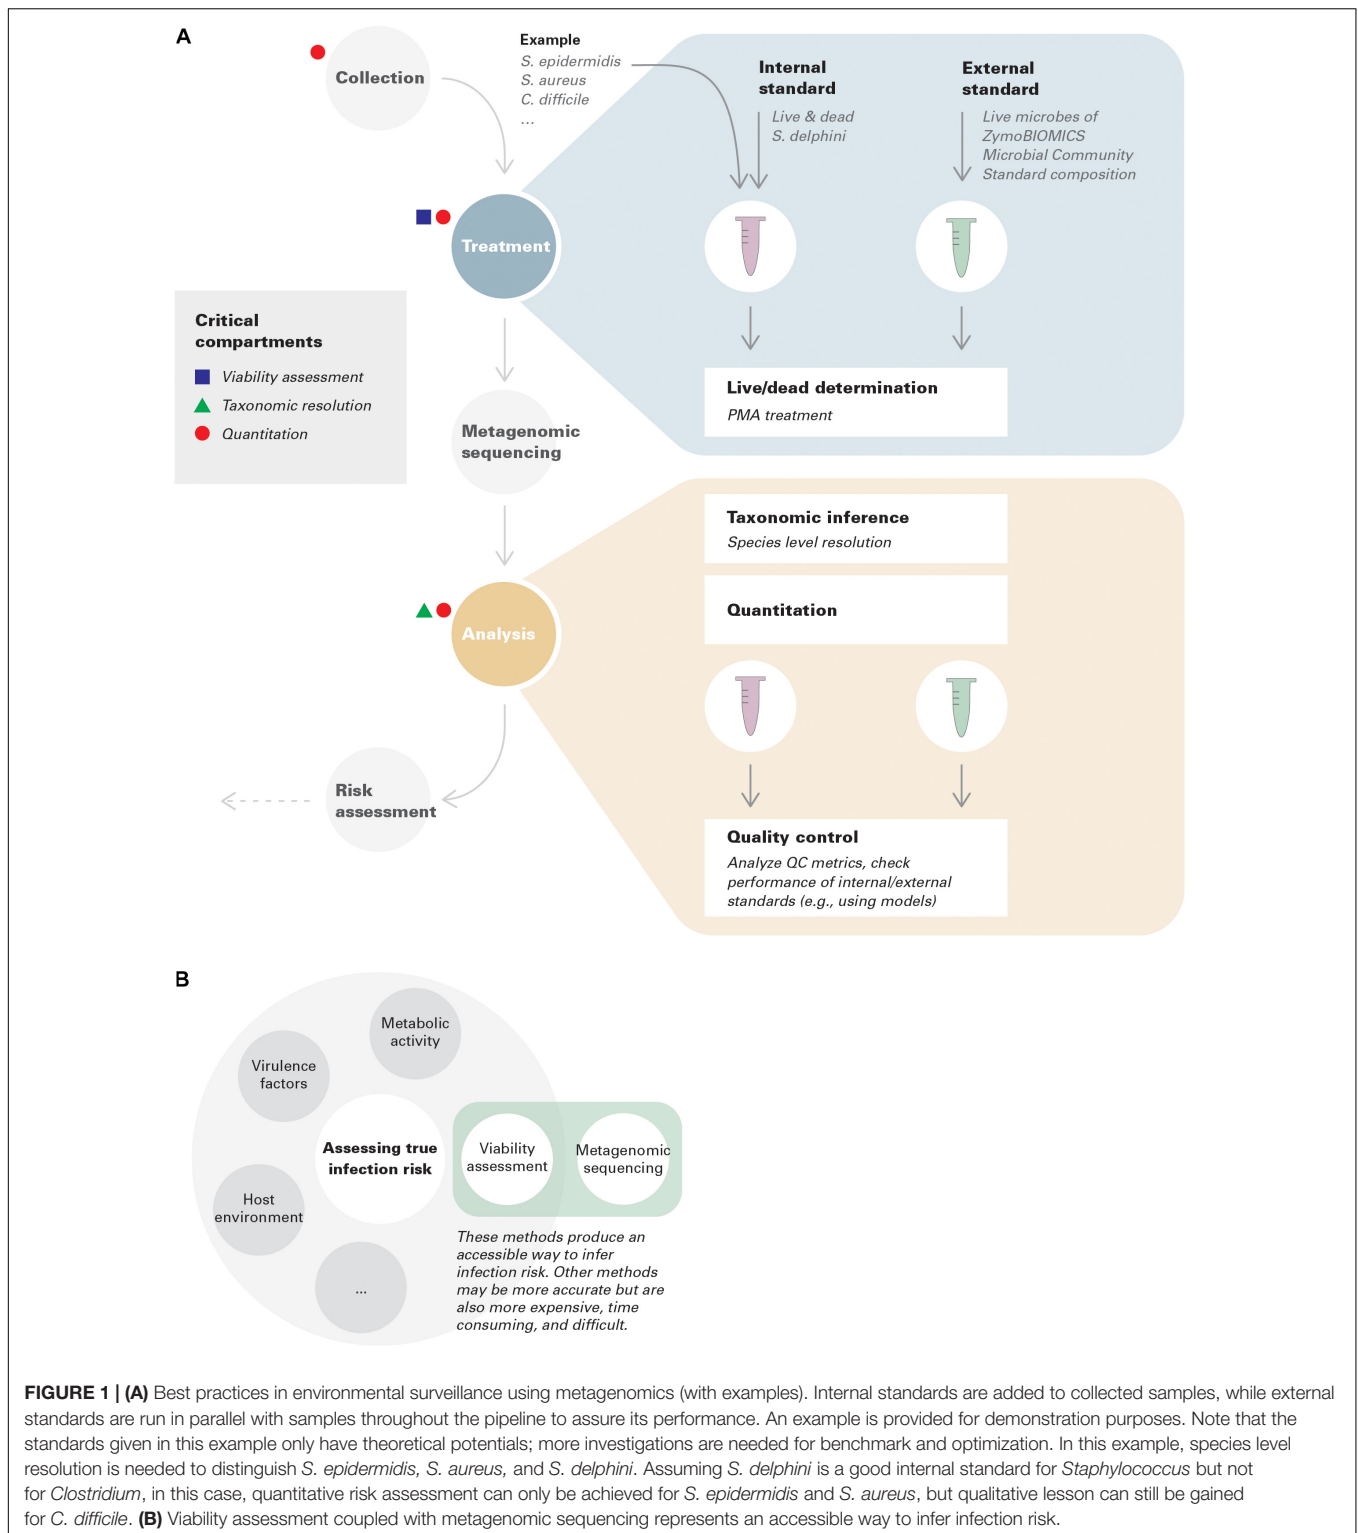 A
Collection
Example
S. epidermidis
S. aureus
C. difficile
...
Internal
standard
Live & dead
S. delphini
External
standard
Live microbes of
ZymoBIOMICS
Microbial Community
Standard composition
Treatment
Live/dead determination
PMA treatment
Critical
compartments
Viability assessment
Taxonomic resolution
Quantitation
Metagenomic
sequencing
Taxonomic inference
Species level resolution
Quantitation
Analysis
Quality control
Analyze QC metrics, check
performance of internal/external
standards (e.g., using models)
Risk
assessment
B
Metabolic
activity
Virulence
factors
Assessing true
infection risk
Viability
assessment
Metagenomic
sequencing
Host
environment
...
These methods produce an
accessible way to infer
infection risk. Other methods
may be more accurate but are
also more expensive, time
consuming, and difficult.
FIGURE 1 | (A) Best practices in environmental surveillance using metagenomics (with examples). Internal standards are added to collected samples, while external
standards are run in parallel with samples throughout the pipeline to assure its performance. An example is provided for demonstration purposes. Note that the
standards given in this example only have theoretical potentials; more investigations are needed for benchmark and optimization. In this example, species level
resolution is needed to distinguish S. epidermidis, S. aureus, and S. delphini. Assuming S. delphini is a good internal standard for Staphylococcus but not
for Clostridium, in this case, quantitative risk assessment can only be achieved for S. epidermidis and S. aureus, but qualitative lesson can still be gained
for C. difficile. (B) Viability assessment coupled with metagenomic sequencing represents an accessible way to infer infection risk.